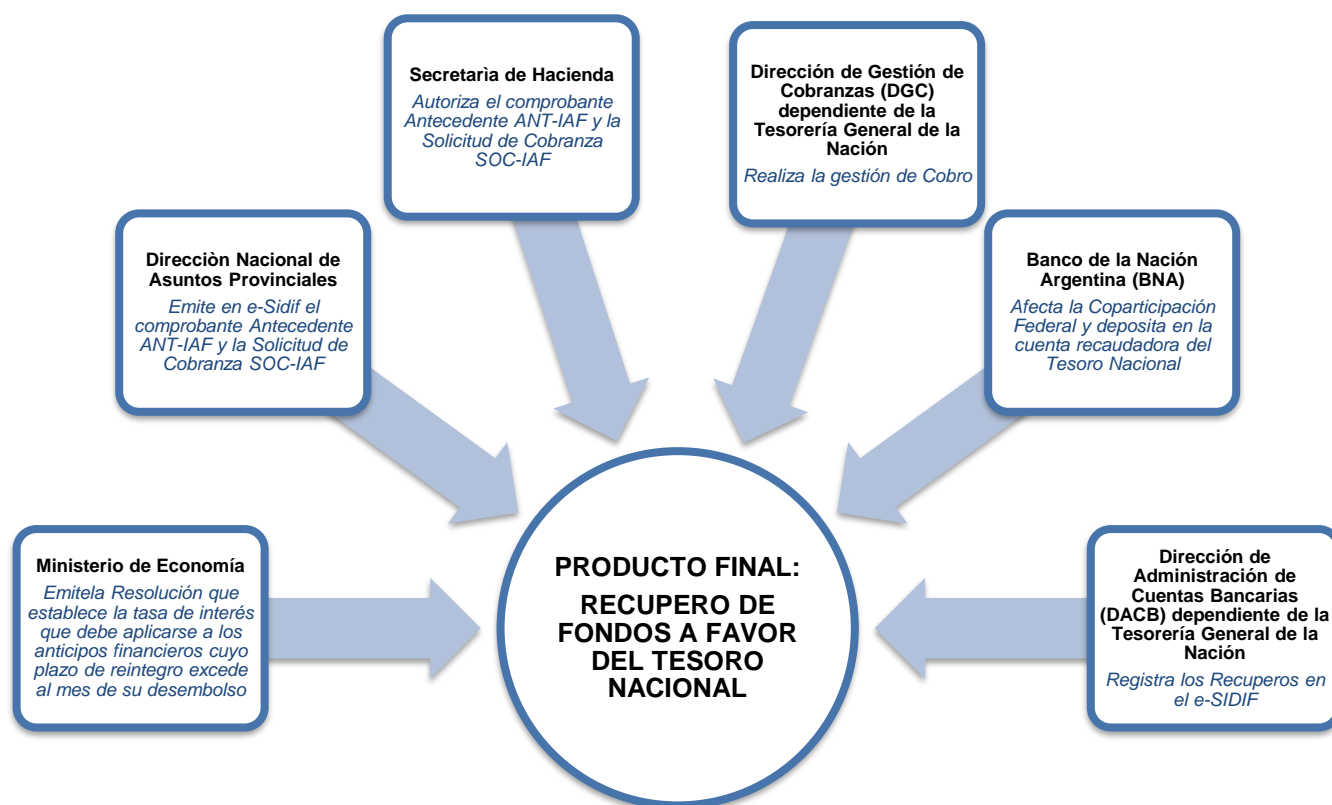 Secretarìa de Hacienda
Autoriza el comprobante
Antecedente ANT-IAF y la
Solicitud de Cobranza
SOC-IAF
Dirección de Gestión de
Cobranzas (DGC)
dependiente de la
Tesorería General de la
Nación
Realiza la gestión de Cobro
Direcciòn Nacional de
Asuntos Provinciales
Emite en e-Sidif el
comprobante Antecedente
ANT-IAF y la Solicitud de
Cobranza SOC-IAF
Banco de la Nación
Argentina (BNA)
Afecta la Coparticipación
Federal y deposita en la
cuenta recaudadora del
Tesoro Nacional
Ministerio de Economía
Emitela Resolución que
establece la tasa de interés
que debe aplicarse a los
anticipos financieros cuyo
plazo de reintegro excede
al mes de su desembolso
PRODUCTO FINAL:
RECUPERO DE
FONDOS A FAVOR
DEL TESORO
NACIONAL
Dirección de
Administración de
Cuentas Bancarias
(DACB) dependiente de la
Tesorería General de la
Nación
Registra los Recuperos en
el e-SIDIF